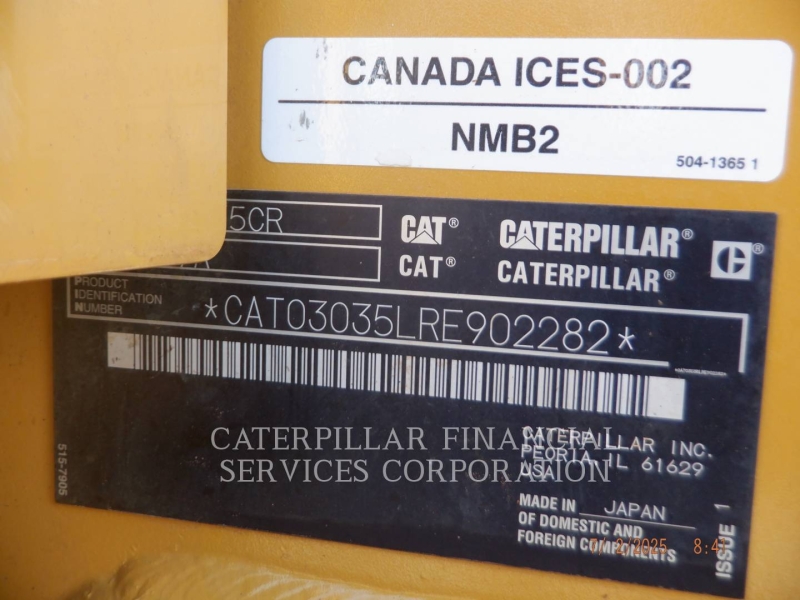 CANADA ICES-002
NMB2
504-1365 1
5CR
CAT® CATERPILLAR®
CAT® CATERPILLAR®
PRODUCT
IDENTIFICATION
NUMBER
*CAT03035LRE902282*
515-7905
CATERPILLAR FINANCIAL
SERVICES CORPORATION
CATERPILLAR INC.
PEORIA, IL 61629
USA
MADE IN JAPAN
OF DOMESTIC AND
FOREIGN COMPONENTS
ISSUE 1